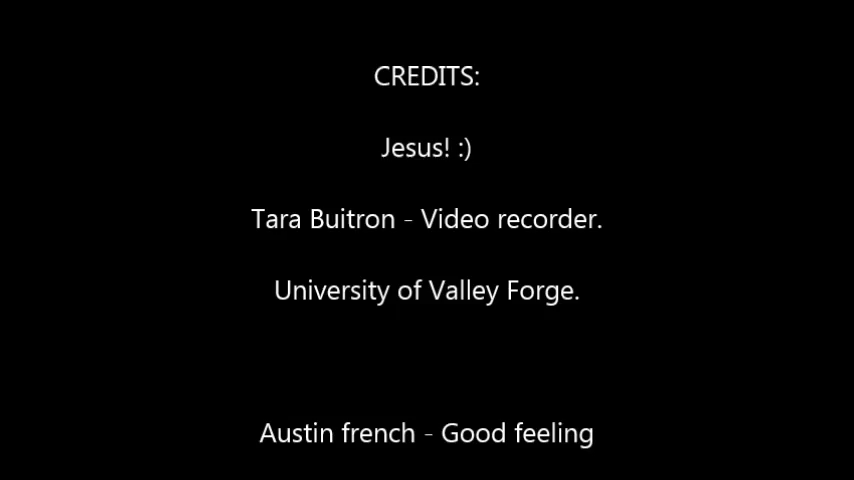 CREDITS:
Jesus! :)
Tara Buitron - Video recorder.
University of Valley Forge.
Austin french - Good feeling